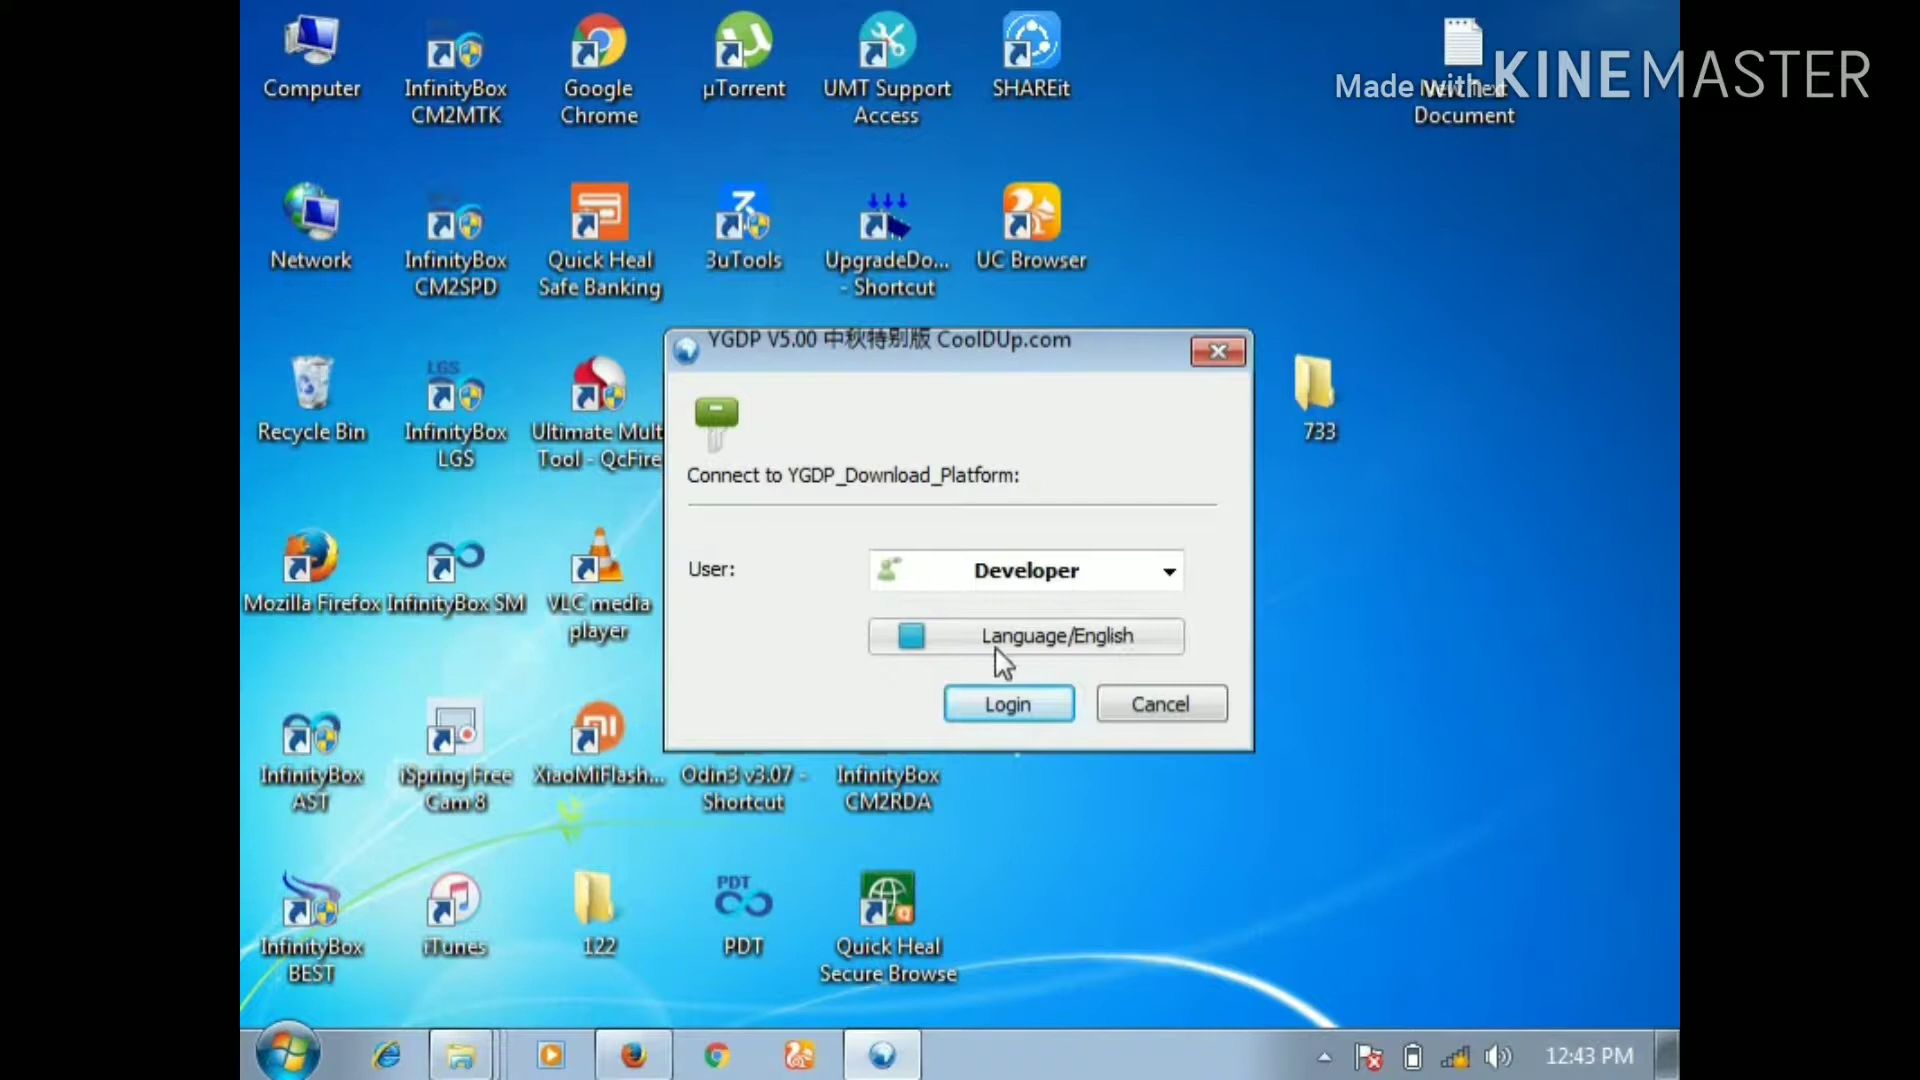 Computer
InfinityBox
CM2MTK
Google
Chrome
µTorrent
UMT Support
Access
SHAREit
Made with KINEMASTER
New Text
Document
Network
InfinityBox
CM2SPD
Quick Heal
Safe Banking
3uTools
UpgradeDo...
- Shortcut
UC Browser
YGDP V5.00 中秋特别版 CoolDUp.com
Connect to YGDP_Download_Platform:
User:
Developer
Language/English
Login
Cancel
Recycle Bin
LGS
InfinityBox
LGS
Ultimate Mult
Tool - QcFire
733
Mozilla Firefox
InfinityBox SM
VLC media
player
InfinityBox
AST
iSpring Free
Cam 8
XiaoMiFlash...
Odin3 v3.07 -
Shortcut
InfinityBox
CM2RDA
InfinityBox
BEST
iTunes
122
PDT
PDT
Quick Heal
Secure Browse
12:43 PM